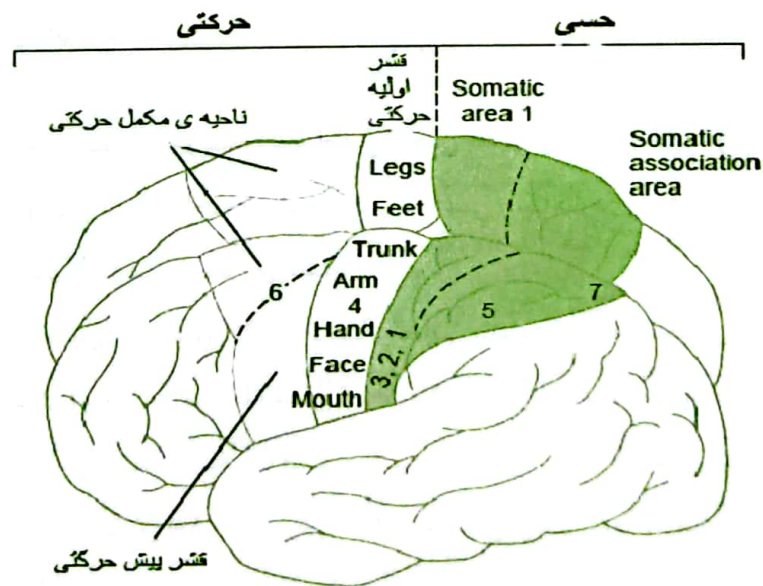 حرکتی
حسی
قشر
اولیه
حرکتی
Somatic
area 1
ناحیه ی مکمل حرکتی
Somatic
association
area
Legs
Feet
Trunk
Arm
4
Hand
Face
Mouth
6
3, 2, 1
5
7
قشر پیش حرکتی